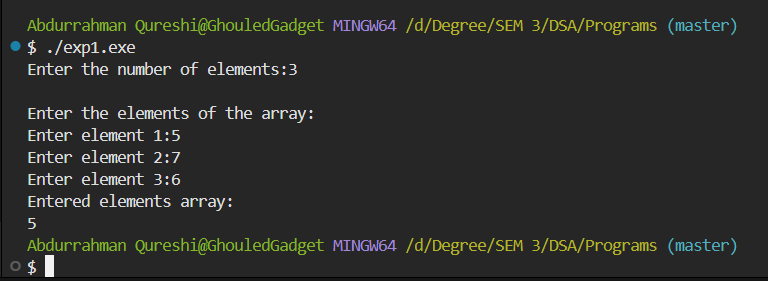 Abdurrahman Qureshi@GhouledGadget MINGW64 /d/Degree/SEM 3/DSA/Programs (master)
$ ./exp1.exe
Enter the number of elements:3
Enter the elements of the array:
Enter element 1:5
Enter element 2:7
Enter element 3:6
Entered elements array:
5
Abdurrahman Qureshi@GhouledGadget MINGW64 /d/Degree/SEM 3/DSA/Programs (master)
$